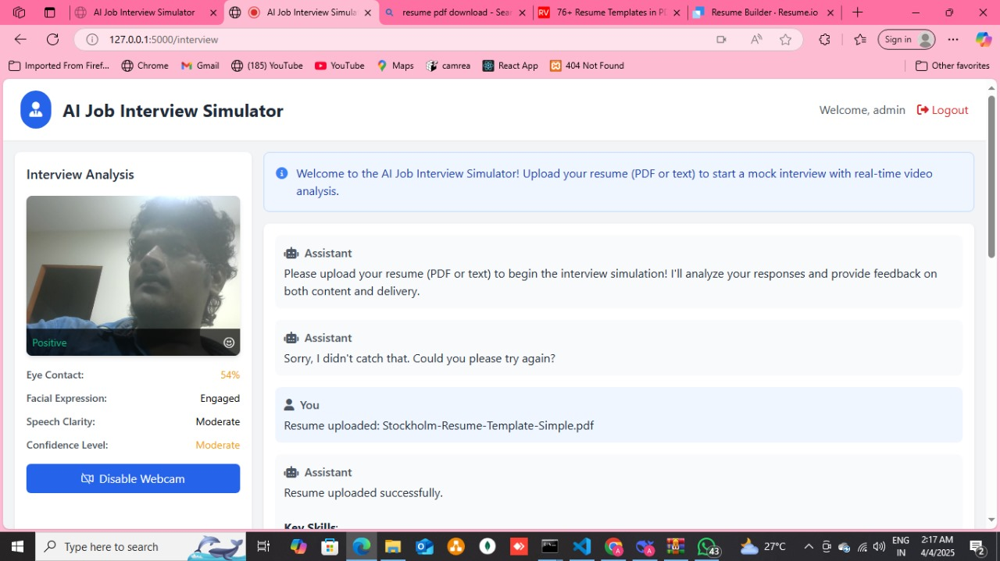 AI Job Interview Simulator
AI Job Interview Simula
resume pdf download - Sear
RV
76+ Resume Templates in PD
Resume Builder · Resume.io
127.0.0.1:5000/interview
Sign in
Imported From Firef...
Chrome
Gmail
(185) YouTube
YouTube
Maps
camrea
React App
404 Not Found
Other favorites
AI Job Interview Simulator
Welcome, admin
Logout
Interview Analysis
Positive
Eye Contact: 54%
Facial Expression: Engaged
Speech Clarity: Moderate
Confidence Level: Moderate
Disable Webcam
Welcome to the AI Job Interview Simulator! Upload your resume (PDF or text) to start a mock interview with real-time video
analysis.
Assistant
Please upload your resume (PDF or text) to begin the interview simulation! I'll analyze your responses and provide feedback on
both content and delivery.
Assistant
Sorry, I didn't catch that. Could you please try again?
You
Resume uploaded: Stockholm-Resume-Template-Simple.pdf
Assistant
Resume uploaded successfully.
Key Skills:
Type here to search
43
27°C
ENG
IN
2:17 AM
4/4/2025
2